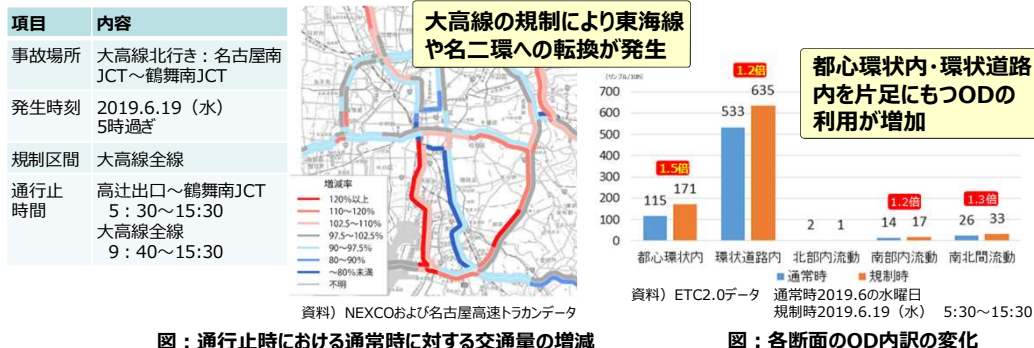 項目 内容
事故場所 大高線北行き：名古屋南
JCT～鶴舞南JCT
発生時刻 2019.6.19（水）
5時過ぎ
規制区間 大高線全線
通行止 高辻出口～鶴舞南JCT
時間 5：30～15:30
大高線全線
9：40～15:30
大高線の規制により東海線
や名二環への転換が発生
増減率
120%以上
110～120%
102.5～110%
97.5～102.5%
90～97.5%
80～90%
～80%未満
不明
資料）NEXCOおよび名古屋高速トラカンデータ
図：通行止時における通常時に対する交通量の増減
都心環状内・環状道路
内を片足にもつODの
利用が増加
(サンプル/10h)
700
600
500
400
300
200
100
0
1.5倍
115 171
1.2倍
533 635
2 1
1.2倍
14 17
1.3倍
26 33
都心環状内 環状道路内 北部内流動 南部内流動 南北間流動
通常時 規制時
資料）ETC2.0データ 通常時2019.6の水曜日
規制時2019.6.19（水） 5:30～15:30
図：各断面のOD内訳の変化